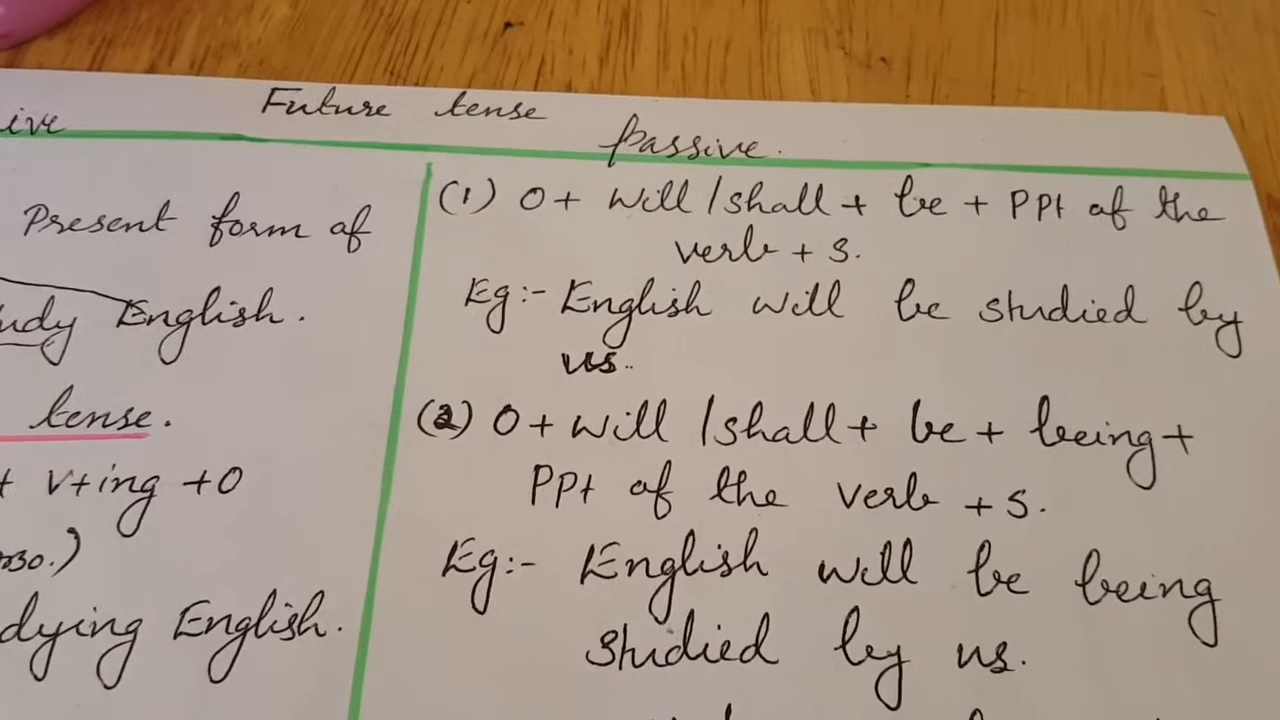 Future tense
ive
Passive.
Present form of
udy English.
tense.
+ v+ing +O
dying English.
(1) O+ will/shall + be + PPt of the
verb + s.
Eg:- English will be studied by
us..
(2) O+ will /shall + be + being +
PPt of the verb + s.
Eg:- English will be being
studied by us.